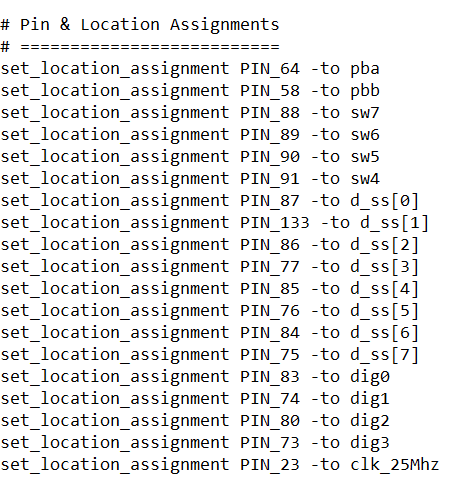 # Pin & Location Assignments
# ==========================
set_location_assignment PIN_64 -to pba
set_location_assignment PIN_58 -to pbb
set_location_assignment PIN_88 -to sw7
set_location_assignment PIN_89 -to sw6
set_location_assignment PIN_90 -to sw5
set_location_assignment PIN_91 -to sw4
set_location_assignment PIN_87 -to d_ss[0]
set_location_assignment PIN_133 -to d_ss[1]
set_location_assignment PIN_86 -to d_ss[2]
set_location_assignment PIN_77 -to d_ss[3]
set_location_assignment PIN_85 -to d_ss[4]
set_location_assignment PIN_76 -to d_ss[5]
set_location_assignment PIN_84 -to d_ss[6]
set_location_assignment PIN_75 -to d_ss[7]
set_location_assignment PIN_83 -to dig0
set_location_assignment PIN_74 -to dig1
set_location_assignment PIN_80 -to dig2
set_location_assignment PIN_73 -to dig3
set_location_assignment PIN_23 -to clk_25Mhz